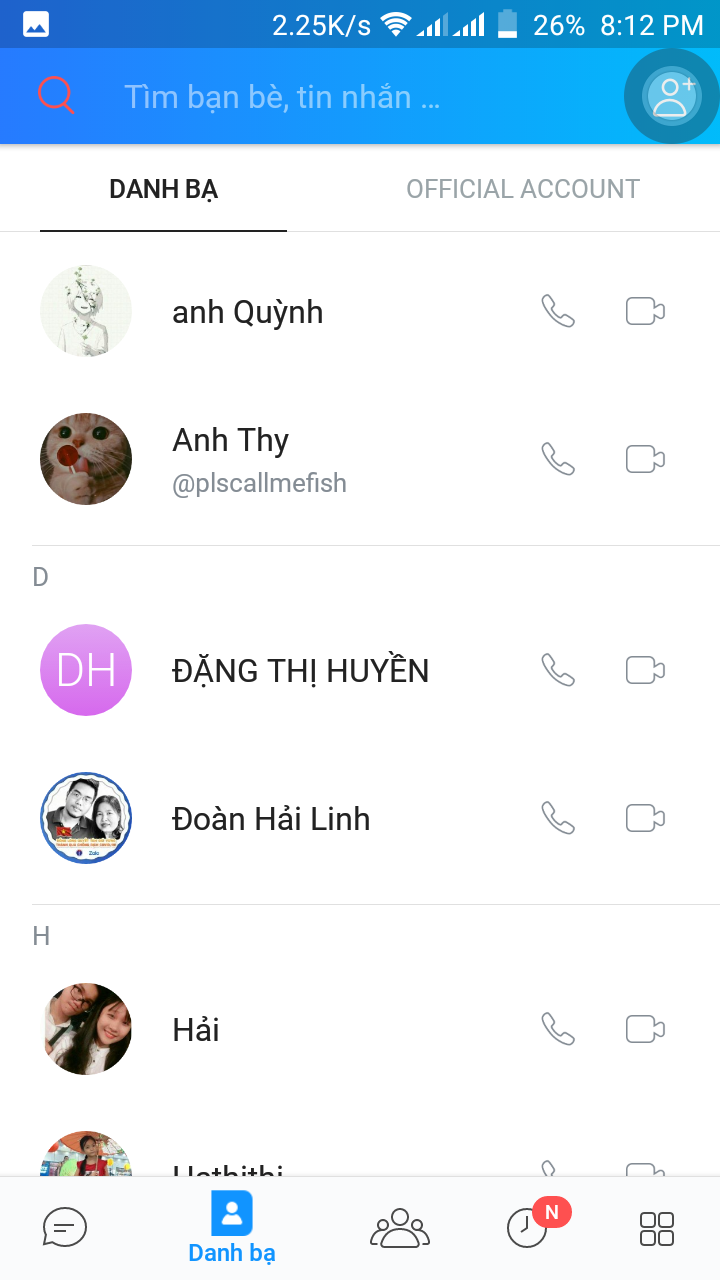 2.25K/s 26% 8:12 PM
Tìm bạn bè, tin nhắn ...
DANH BẠ
OFFICIAL ACCOUNT
anh Quỳnh
Anh Thy
@plscallmefish
D
DH
ĐẶNG THỊ HUYỀN
Đoàn Hải Linh
Zalo
H
Hải
N
Danh bạ